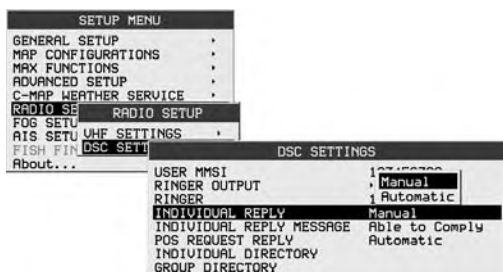 SETUP MENU
GENERAL SETUP
MAP CONFIGURATIONS
MAX FUNCTIONS
ADVANCED SETUP
C-MAP WEATHER SERVICE
RADIO SE
RADIO SETUP
FOG SETU
VHF SETTINGS
AIS SETU
DSC SETT
FISH FIN
About...
DSC SETTINGS
USER MMSI
RINGER OUTPUT
Manual
RINGER 1
Automatic
INDIVIDUAL REPLY Manual
INDIVIDUAL REPLY MESSAGE Able to Comply
POS REQUEST REPLY Automatic
INDIVIDUAL DIRECTORY
GROUP DIRECTORY